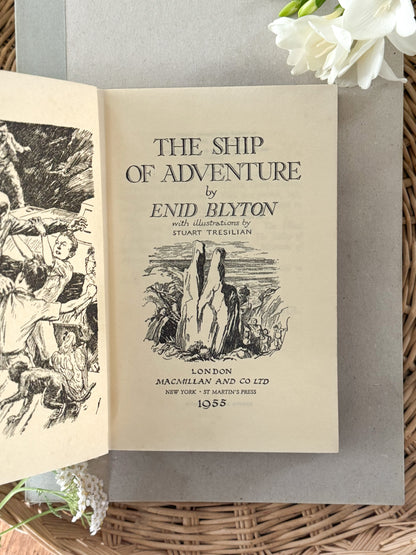 THE SHIP
OF ADVENTURE
by
ENID BLYTON
with illustrations by
STUART TRESILIAN
LONDON
MACMILLAN AND CO LTD
NEW YORK • ST MARTIN'S PRESS
1955